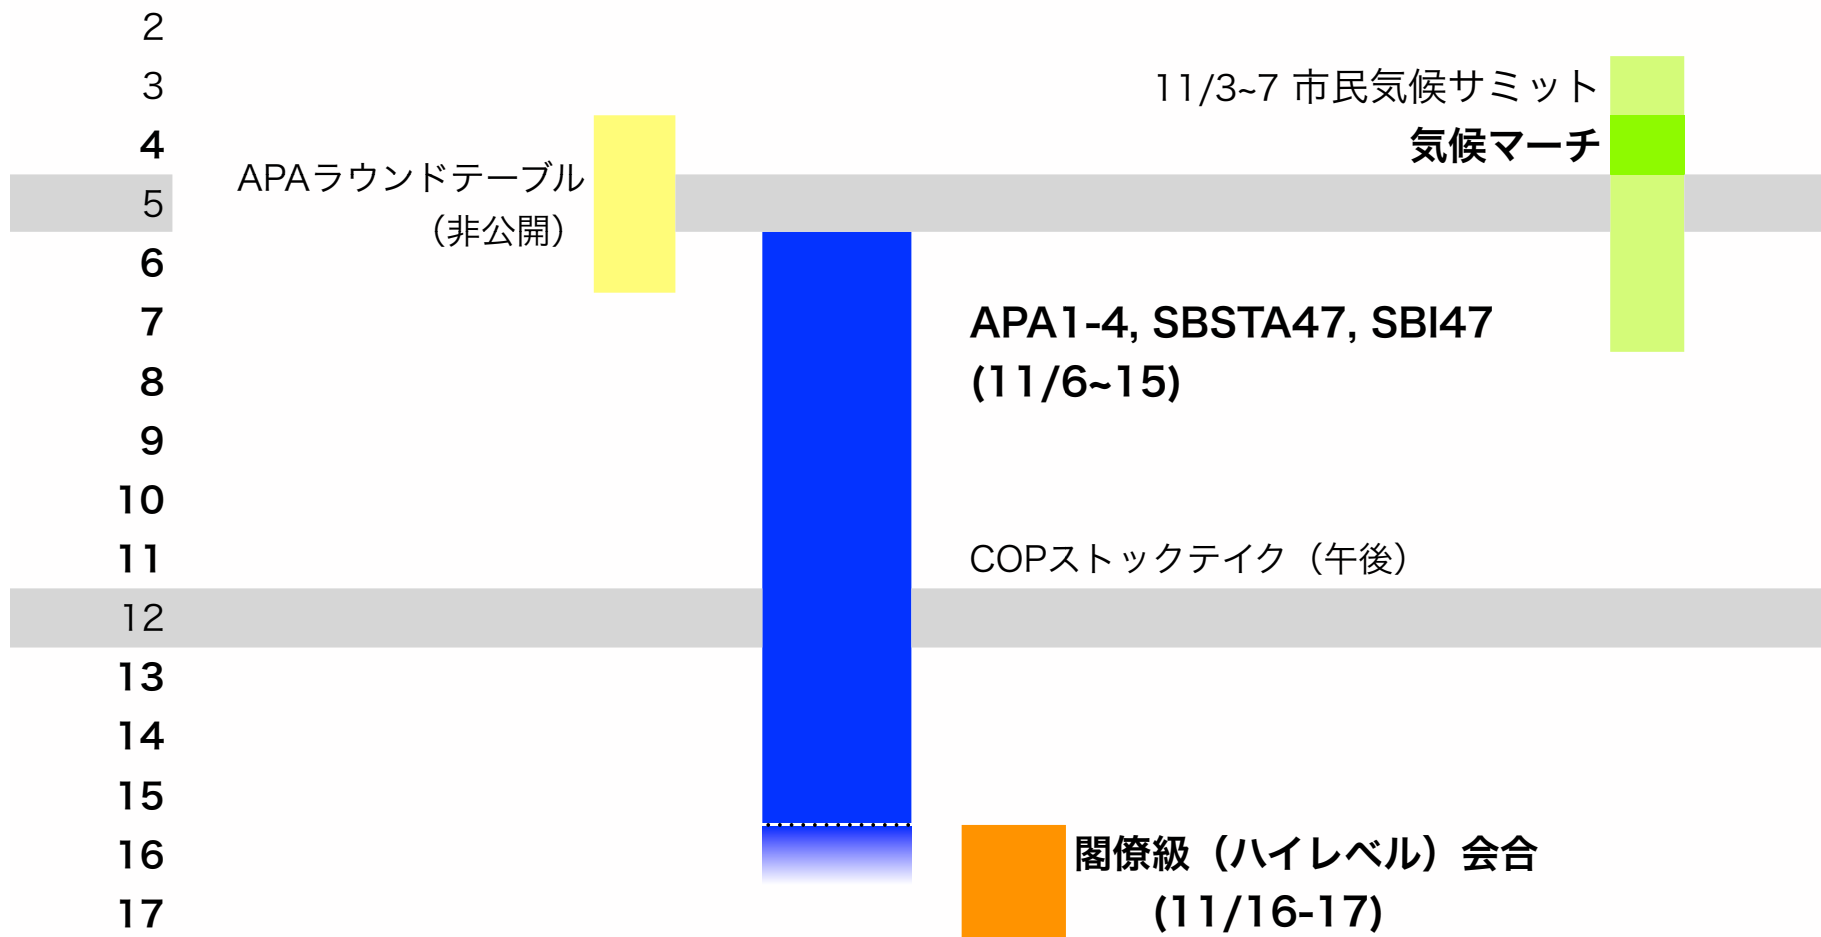 2
3
11/3~7 市民気候サミット
4
気候マーチ
APAラウンドテーブル
5
（非公開）
6
7
APA1-4, SBSTA47, SBI47
8
(11/6~15)
9
10
11
COPストックテイク（午後）
12
13
14
15
16
閣僚級（ハイレベル）会合
17
(11/16-17)